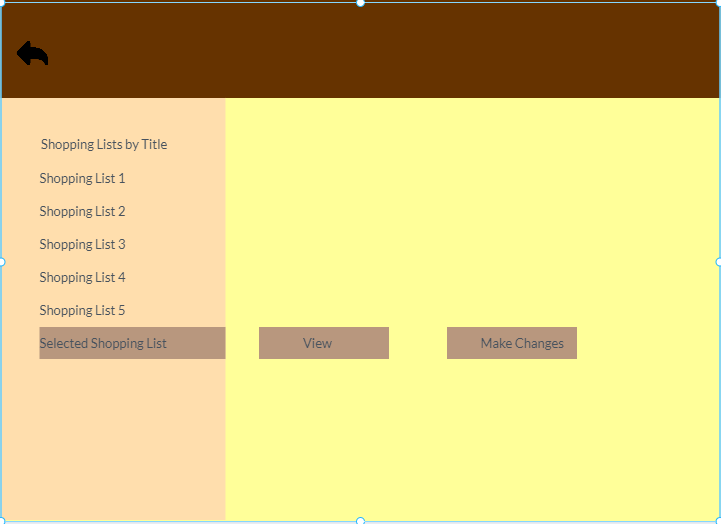 Shopping Lists by Title
Shopping List 1
Shopping List 2
Shopping List 3
Shopping List 4
Shopping List 5
Selected Shopping List
View
Make Changes